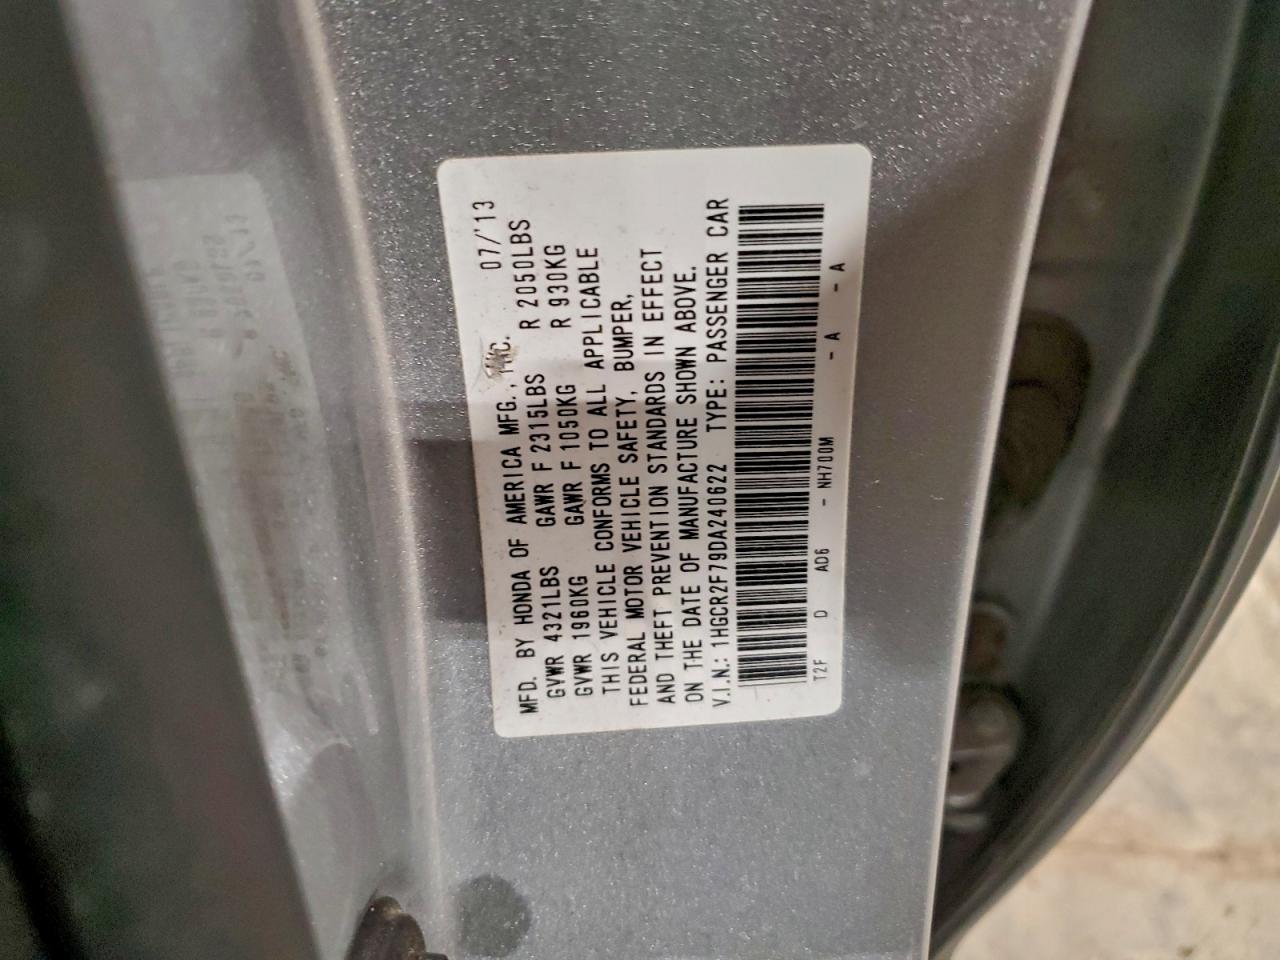 MFD. BY HONDA OF AMERICA MFG., INC. 07/'13
GVWR 4321LBS GAWR F 2315LBS R 2050LBS
GVWR 1960KG GAWR F 1050KG R 930KG
THIS VEHICLE CONFORMS TO ALL APPLICABLE
FEDERAL MOTOR VEHICLE SAFETY, BUMPER,
AND THEFT PREVENTION STANDARDS IN EFFECT
ON THE DATE OF MANUFACTURE SHOWN ABOVE.
V.I.N.: 1HGCR2F79DA240622 TYPE: PASSENGER CAR
T2F D AD6 - NH700M - A - A